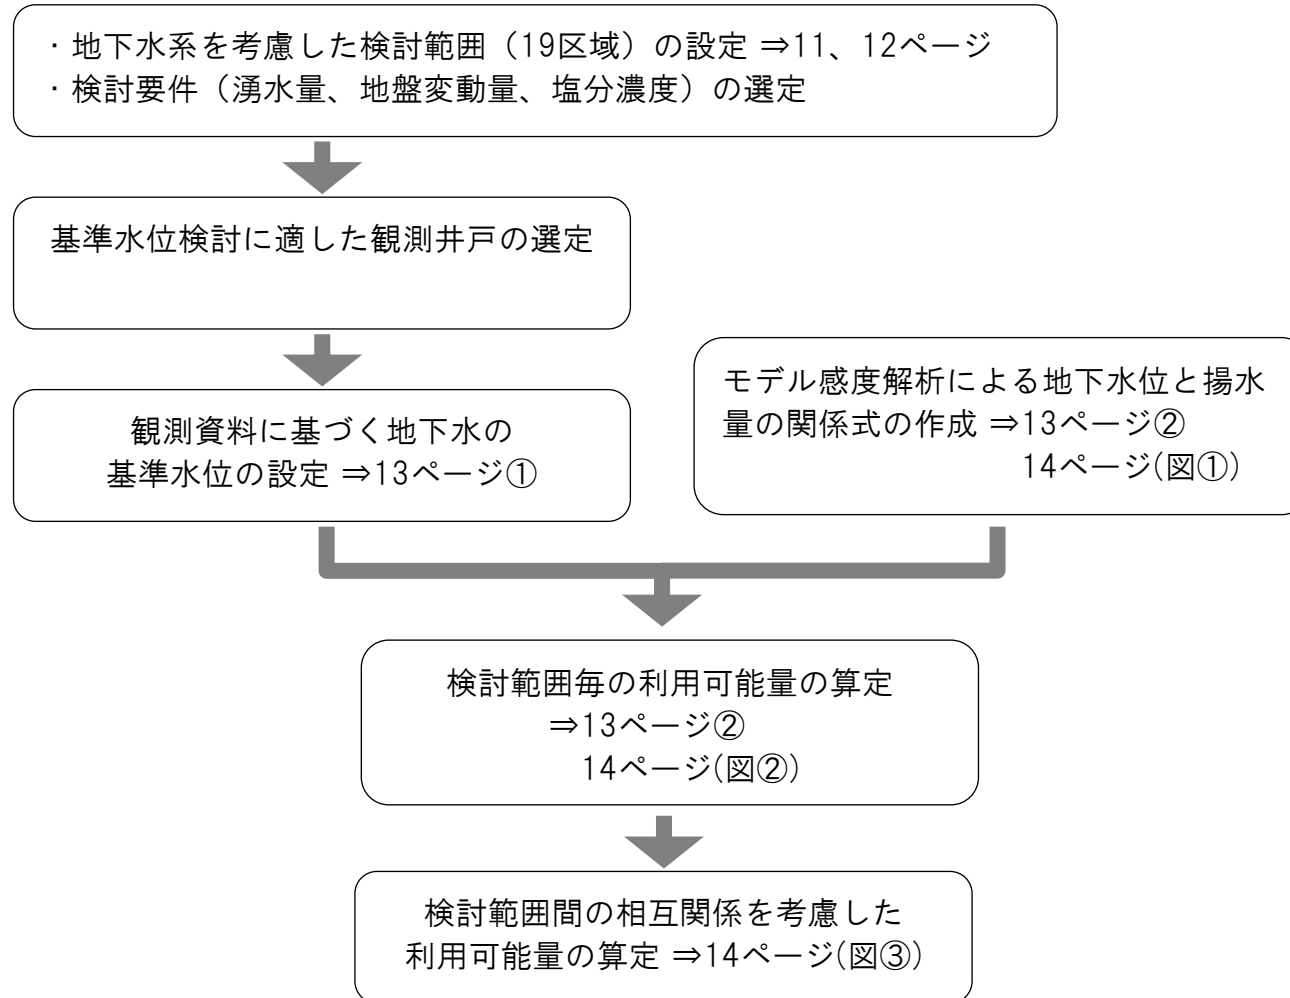 ・地下水系を考慮した検討範囲（19区域）の設定 ⇒11、12ページ
・検討要件（湧水量、地盤変動量、塩分濃度）の選定
基準水位検討に適した観測井戸の選定
観測資料に基づく地下水の
基準水位の設定 ⇒13ページ①
モデル感度解析による地下水位と揚水
量の関係式の作成 ⇒13ページ②
14ページ(図①)
検討範囲毎の利用可能量の算定
⇒13ページ②
14ページ(図②)
検討範囲間の相互関係を考慮した
利用可能量の算定 ⇒14ページ(図③)